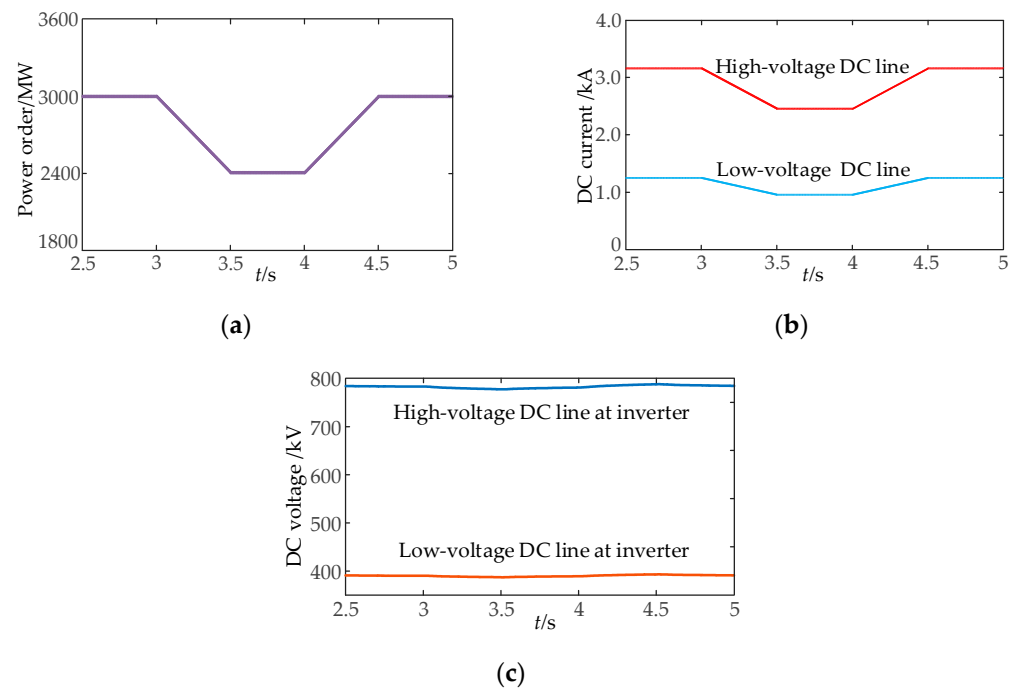 3600
3000
2400
1800
Power order/MW
2.5 3 3.5 4 4.5 5
t/s
(a)
4.0
3.0
2.0
1.0
0
DC current /kA
High-voltage DC line
Low-voltage DC line
2.5 3 3.5 4 4.5 5
t/s
(b)
800
700
600
500
400
DC voltage /kV
High-voltage DC line at inverter
Low-voltage DC line at inverter
2.5 3 3.5 4 4.5 5
t/s
(c)